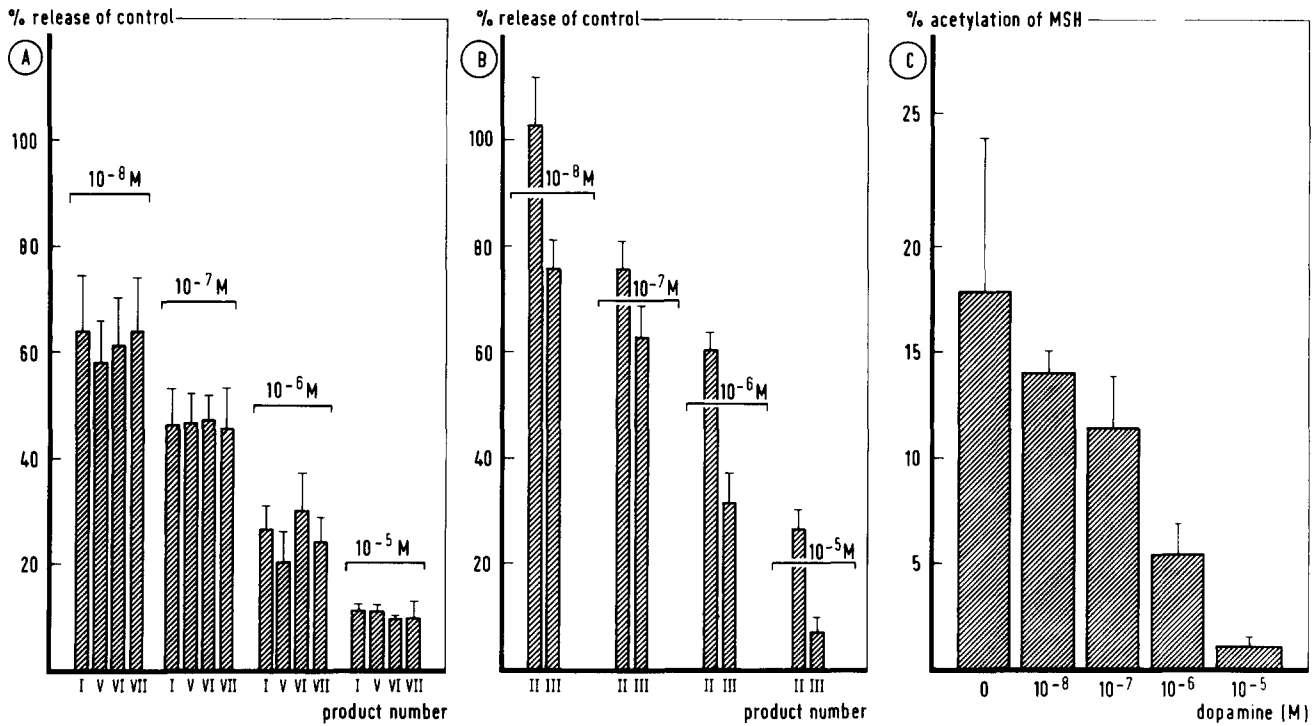 % release of control
A
100
80
60
40
20
10⁻⁸ M
10⁻⁷ M
10⁻⁶ M
10⁻⁵ M
I V VI VII I V VI VII I V VI VII I V VI VII
product number
% release of control
B
100
80
60
40
20
10⁻⁸ M
10⁻⁷ M
10⁻⁶ M
10⁻⁵ M
II III II III II III II III
product number
% acetylation of MSH
C
25
20
15
10
5
0 10⁻⁸ 10⁻⁷ 10⁻⁶ 10⁻⁵
dopamine (M)